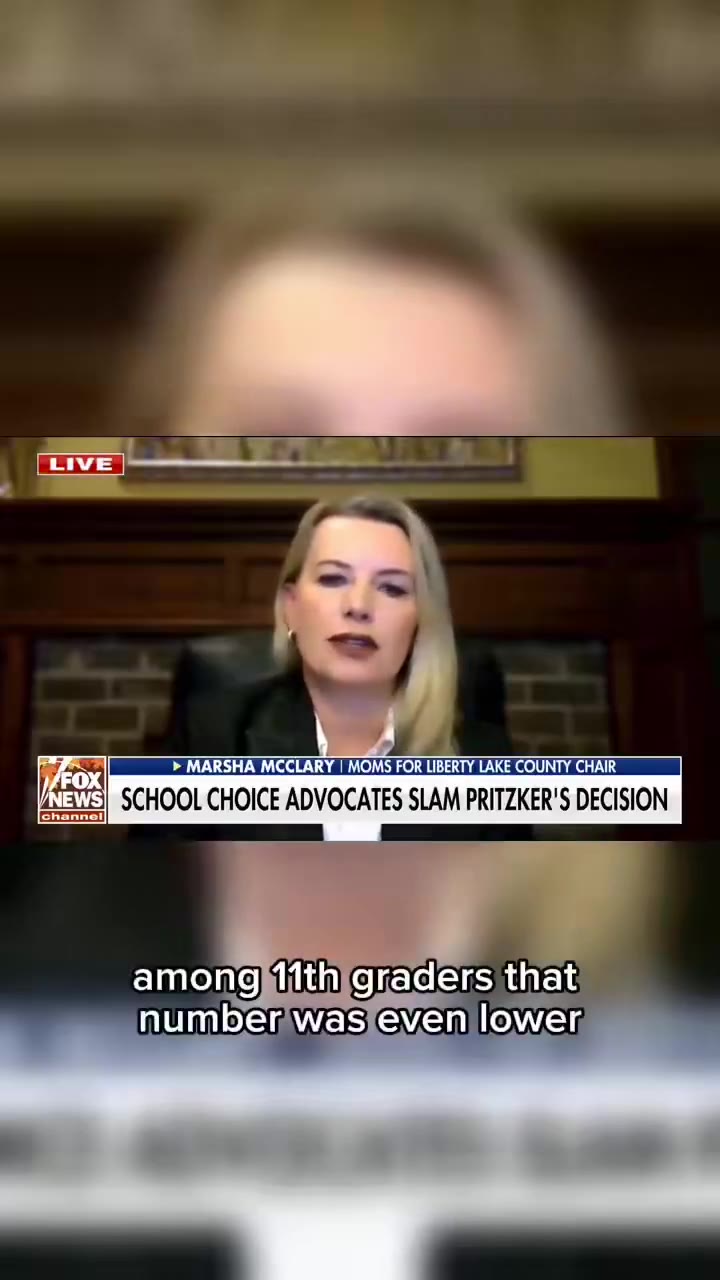 LIVE
MARSHA MCCLARY | MOMS FOR LIBERTY LAKE COUNTY CHAIR
FOX
NEWS
channel
SCHOOL CHOICE ADVOCATES SLAM PRITZKER'S DECISION
among 11th graders that
number was even lower